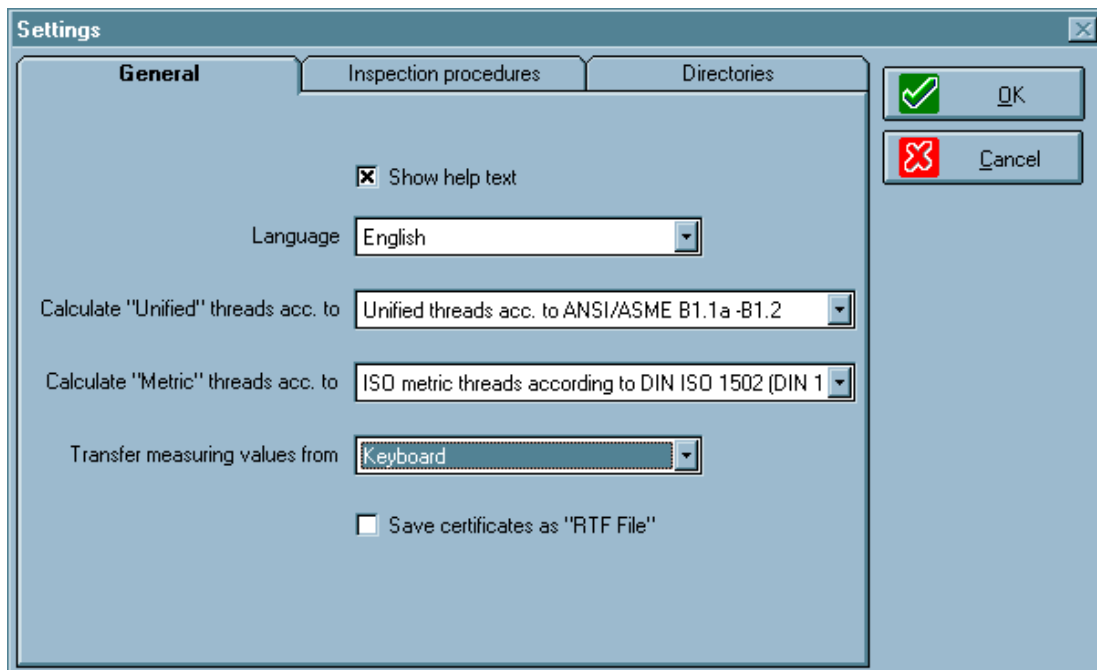 Settings
General
Inspection procedures
Directories
OK
Cancel
Show help text
Language
English
Calculate "Unified" threads acc. to
Unified threads acc. to ANSI/ASME B1.1a -B1.2
Calculate "Metric" threads acc. to
ISO metric threads according to DIN ISO 1502 (DIN 1
Transfer measuring values from
Keyboard
Save certificates as "RTF File"